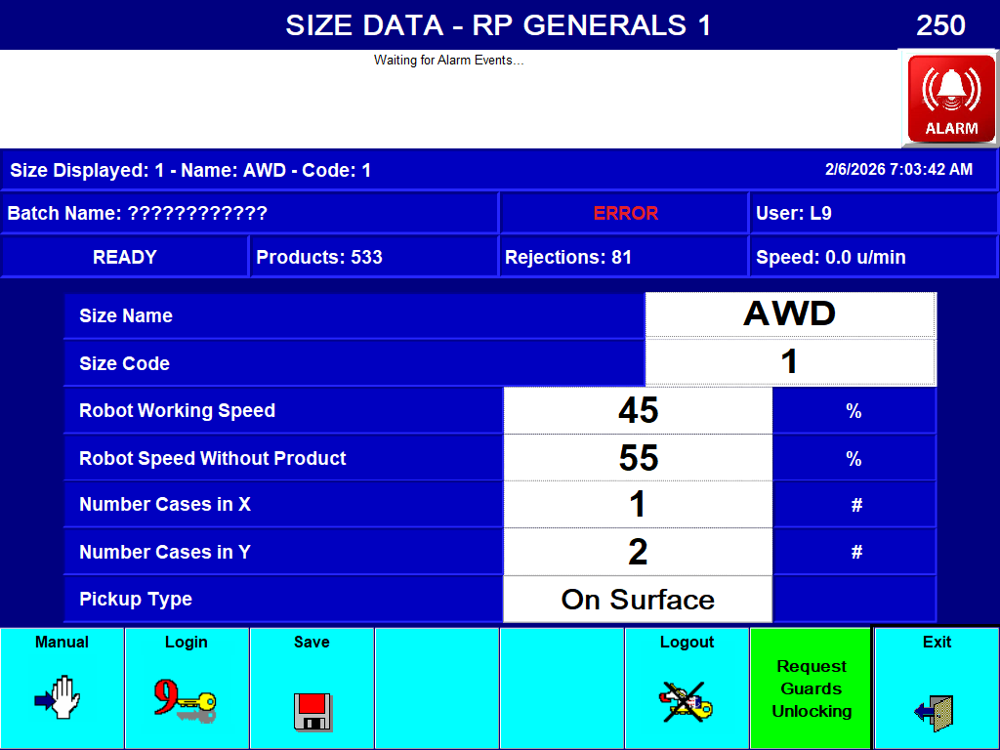 SIZE DATA - RP GENERALS 1 250
Waiting for Alarm Events...
ALARM
Size Displayed: 1 - Name: AWD - Code: 1 2/6/2026 7:03:42 AM
Batch Name: ???????????? ERROR User: L9
READY Products: 533 Rejections: 81 Speed: 0.0 u/min
Size Name AWD
Size Code 1
Robot Working Speed 45 %
Robot Speed Without Product 55 %
Number Cases in X 1 #
Number Cases in Y 2 #
Pickup Type On Surface
Manual Login Save Logout Request Guards Unlocking Exit